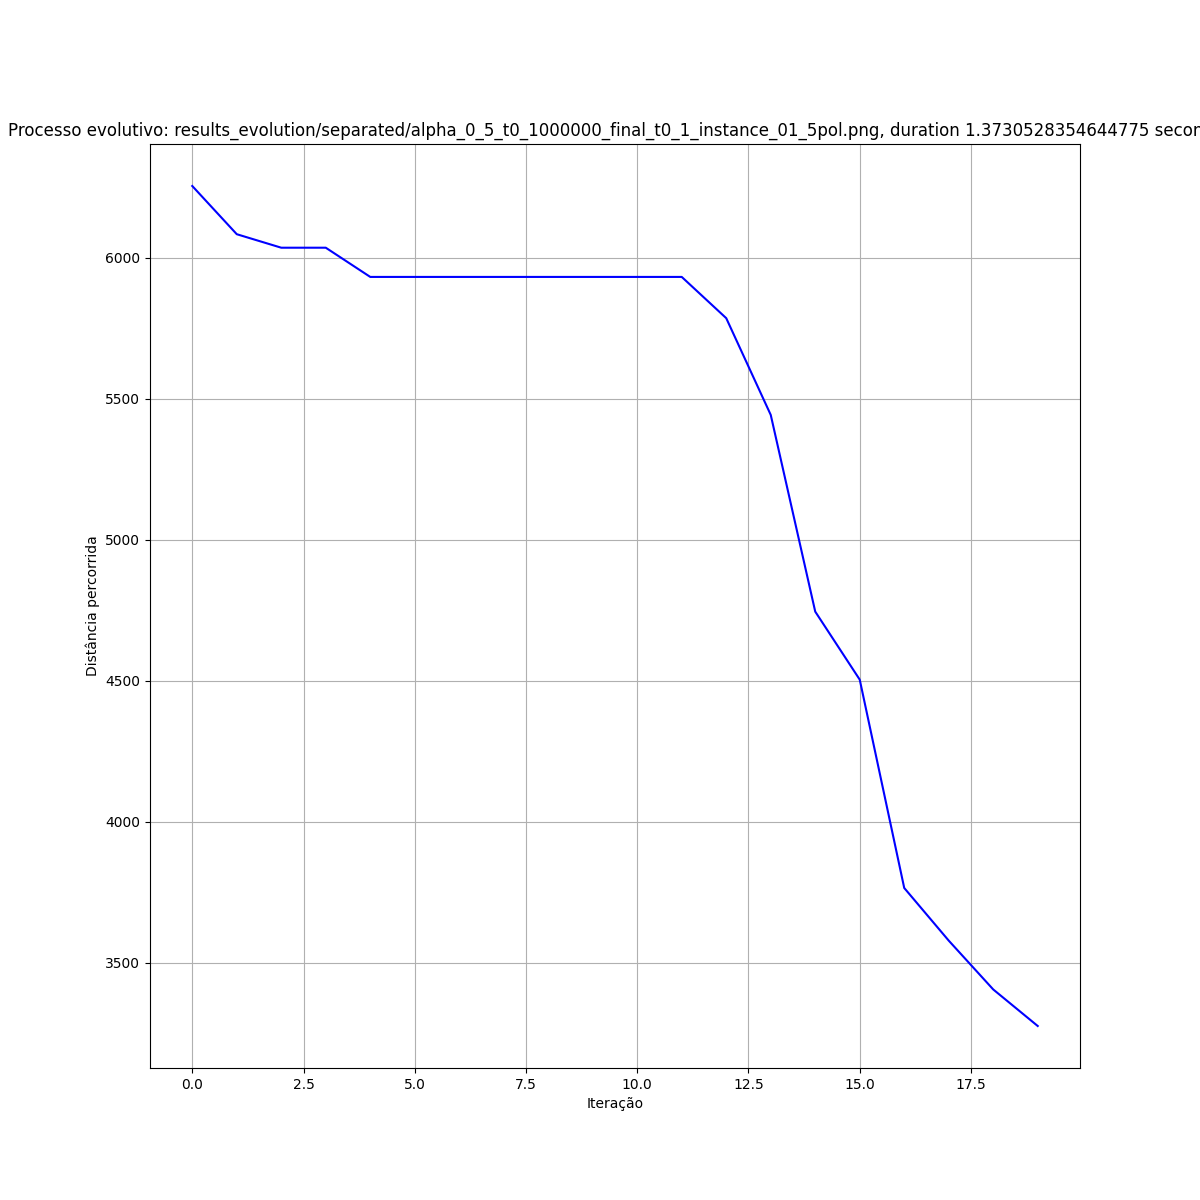 Processo evolutivo: results_evolution/separated/alpha_0_5_t0_1000000_final_t0_1_instance_01_5pol.png, duration 1.3730528354644775 secor
6000
5500
5000
4500
4000
3500
Distância percorrida
0.0 2.5 5.0 7.5 10.0 12.5 15.0 17.5
Iteração